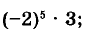 (−2)⁵ · 3;